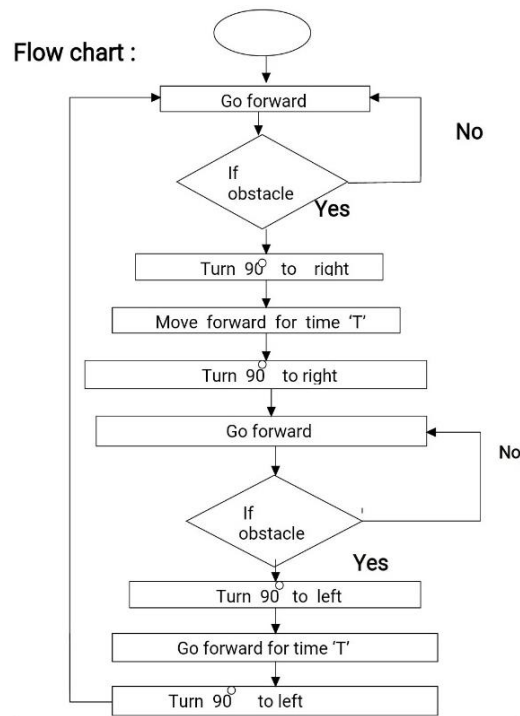 Flow chart :
Go forward
No
If
obstacle
Yes
Turn 90° to right
Move forward for time ‘T’
Turn 90° to right
Go forward
No
If
obstacle
Yes
Turn 90° to left
Go forward for time ‘T’
Turn 90° to left